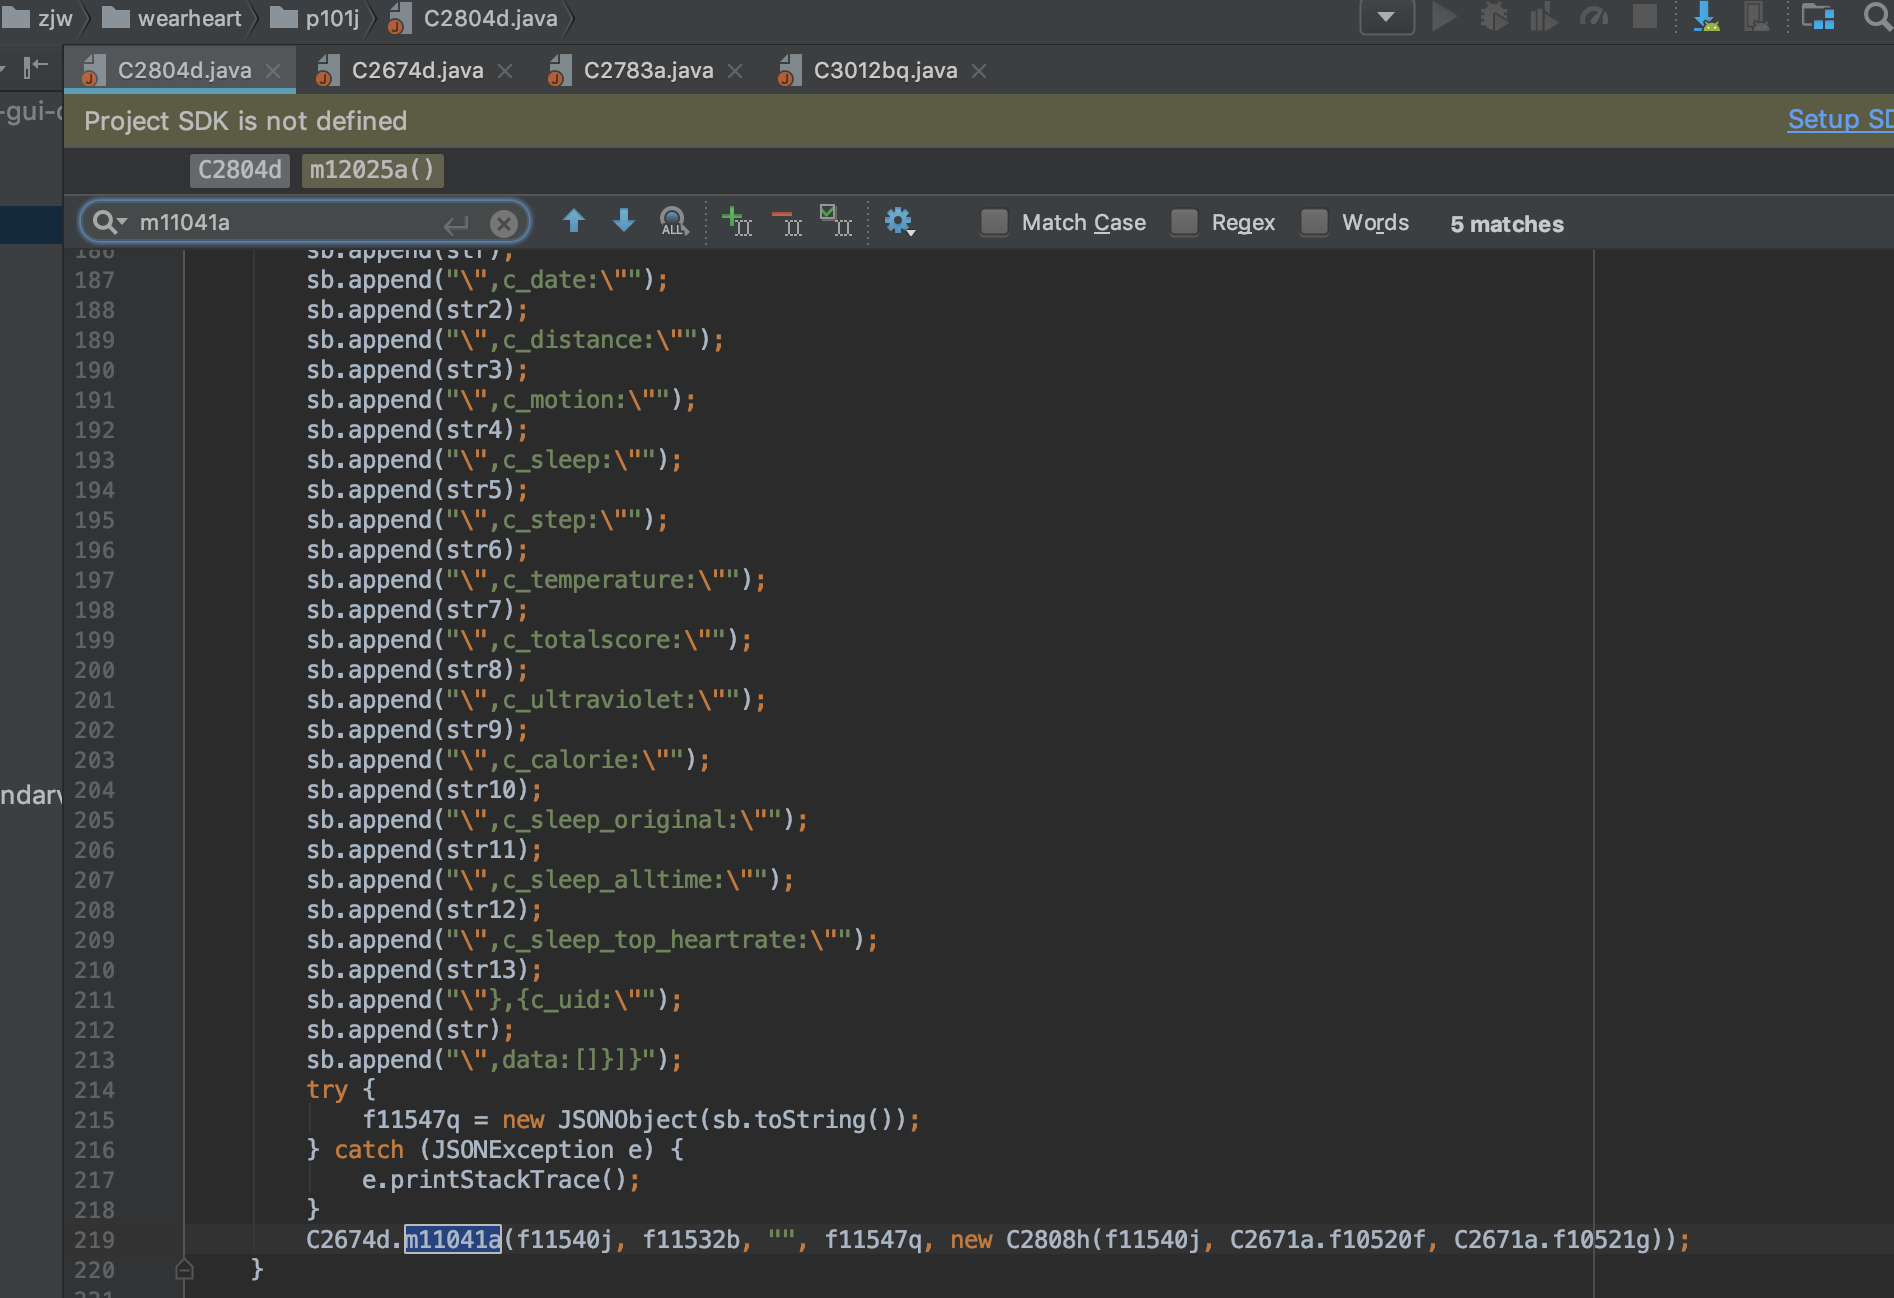 zjw wearheart p101j C2804d.java
C2804d.java C2674d.java C2783a.java C3012bq.java
-gui-
Project SDK is not defined Setup SD
C2804d m12025a()
m11041a ALL Match Case Regex Words 5 matches
186 sb.append(str);
187 sb.append("\",c_date:\"");
188 sb.append(str2);
189 sb.append("\",c_distance:\"");
190 sb.append(str3);
191 sb.append("\",c_motion:\"");
192 sb.append(str4);
193 sb.append("\",c_sleep:\"");
194 sb.append(str5);
195 sb.append("\",c_step:\"");
196 sb.append(str6);
197 sb.append("\",c_temperature:\"");
198 sb.append(str7);
199 sb.append("\",c_totalscore:\"");
200 sb.append(str8);
201 sb.append("\",c_ultraviolet:\"");
202 sb.append(str9);
203 sb.append("\",c_calorie:\"");
ndary
204 sb.append(str10);
205 sb.append("\",c_sleep_original:\"");
206 sb.append(str11);
207 sb.append("\",c_sleep_alltime:\"");
208 sb.append(str12);
209 sb.append("\",c_sleep_top_heartrate:\"");
210 sb.append(str13);
211 sb.append("\"},{c_uid:\"");
212 sb.append(str);
213 sb.append("\",data:[]}]}");
214 try {
215 f11547q = new JSONObject(sb.toString());
216 } catch (JSONException e) {
217 e.printStackTrace();
218 }
219 C2674d.m11041a(f11540j, f11532b, "", f11547q, new C2808h(f11540j, C2671a.f10520f, C2671a.f10521g));
220 }
221